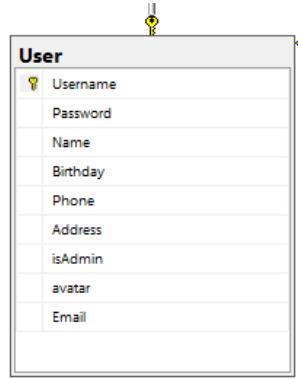 User
Username
Password
Name
Birthday
Phone
Address
isAdmin
avatar
Email